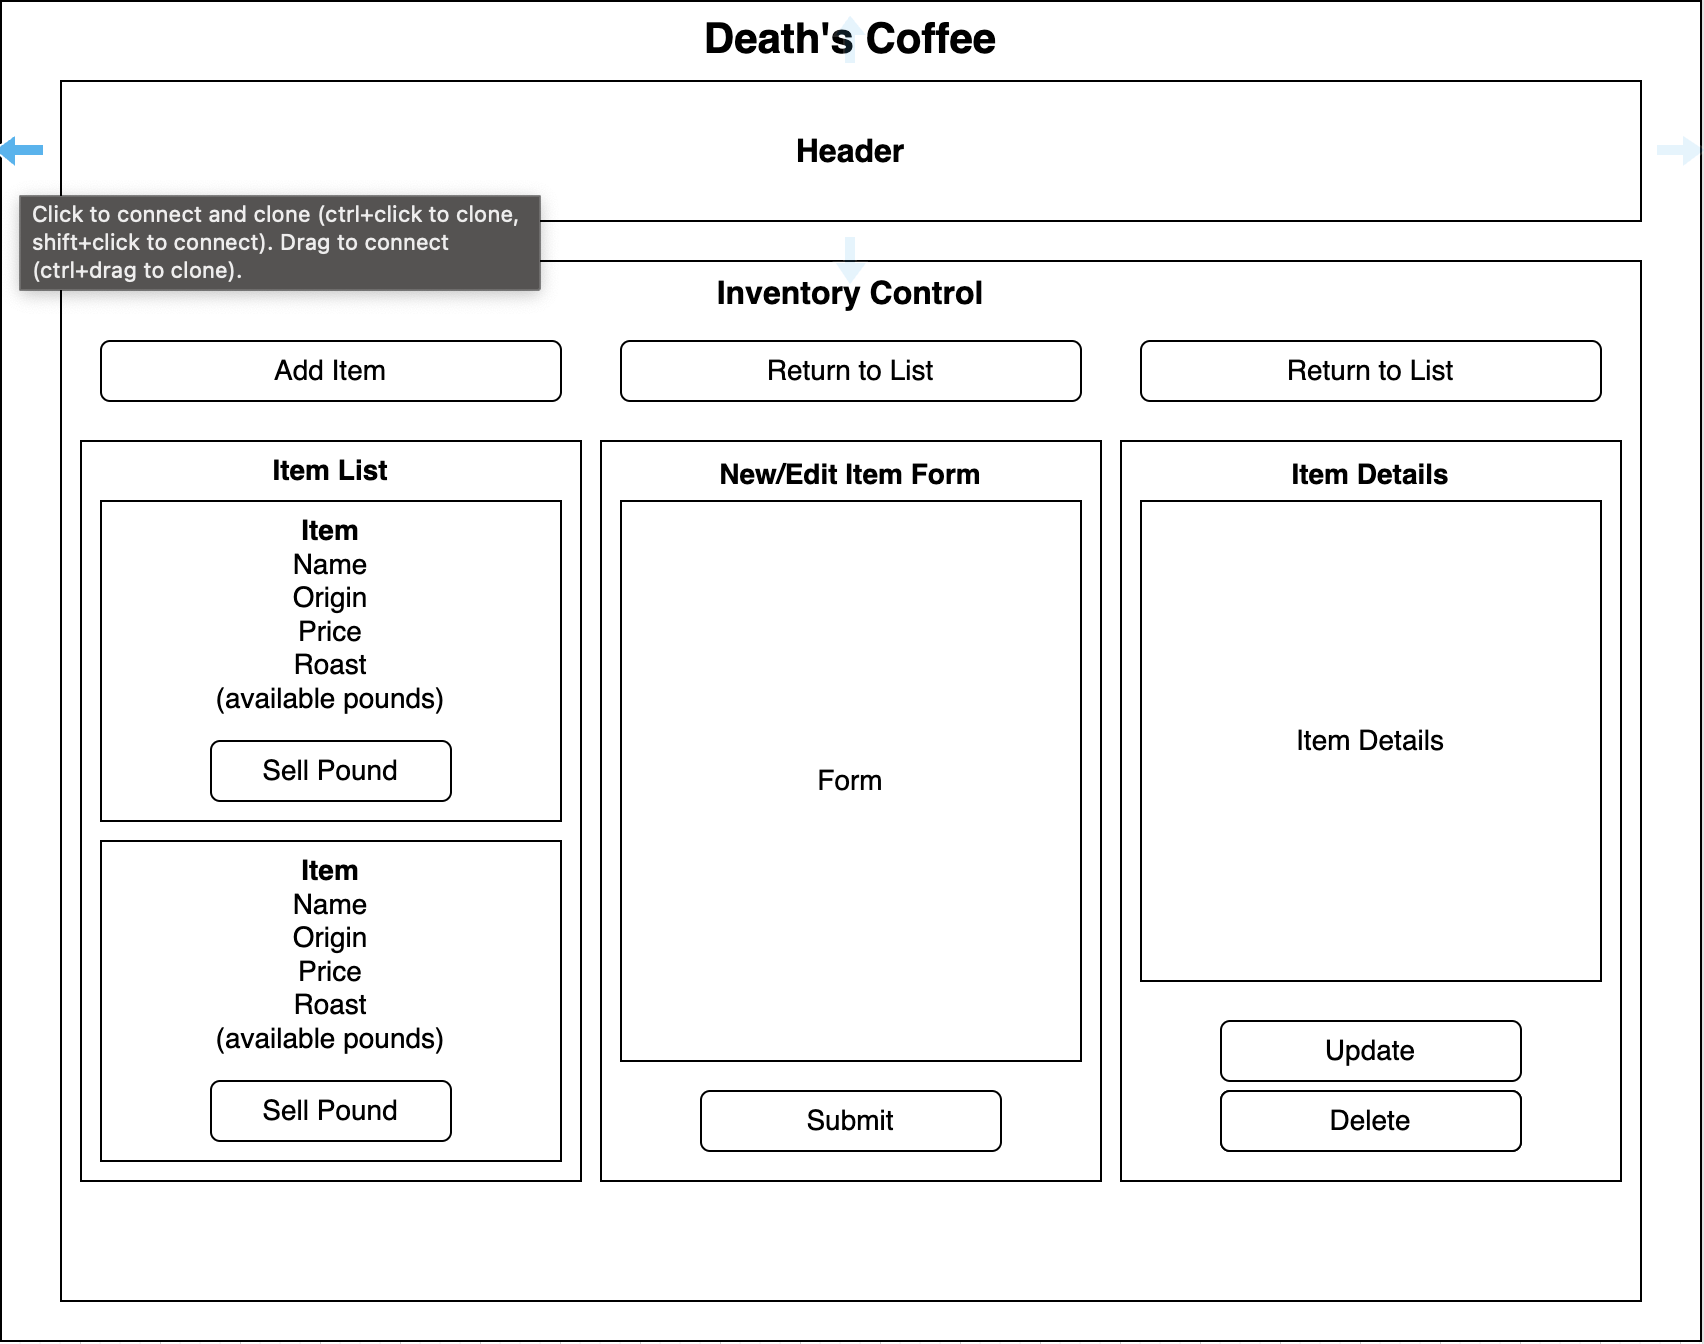 Death's Coffee
Header
Click to connect and clone (ctrl+click to clone,
shift+click to connect). Drag to connect
(ctrl+drag to clone).
Inventory Control
Add Item
Return to List
Return to List
Item List
Item
Name
Origin
Price
Roast
(available pounds)
Sell Pound
Item
Name
Origin
Price
Roast
(available pounds)
Sell Pound
New/Edit Item Form
Form
Submit
Item Details
Item Details
Update
Delete